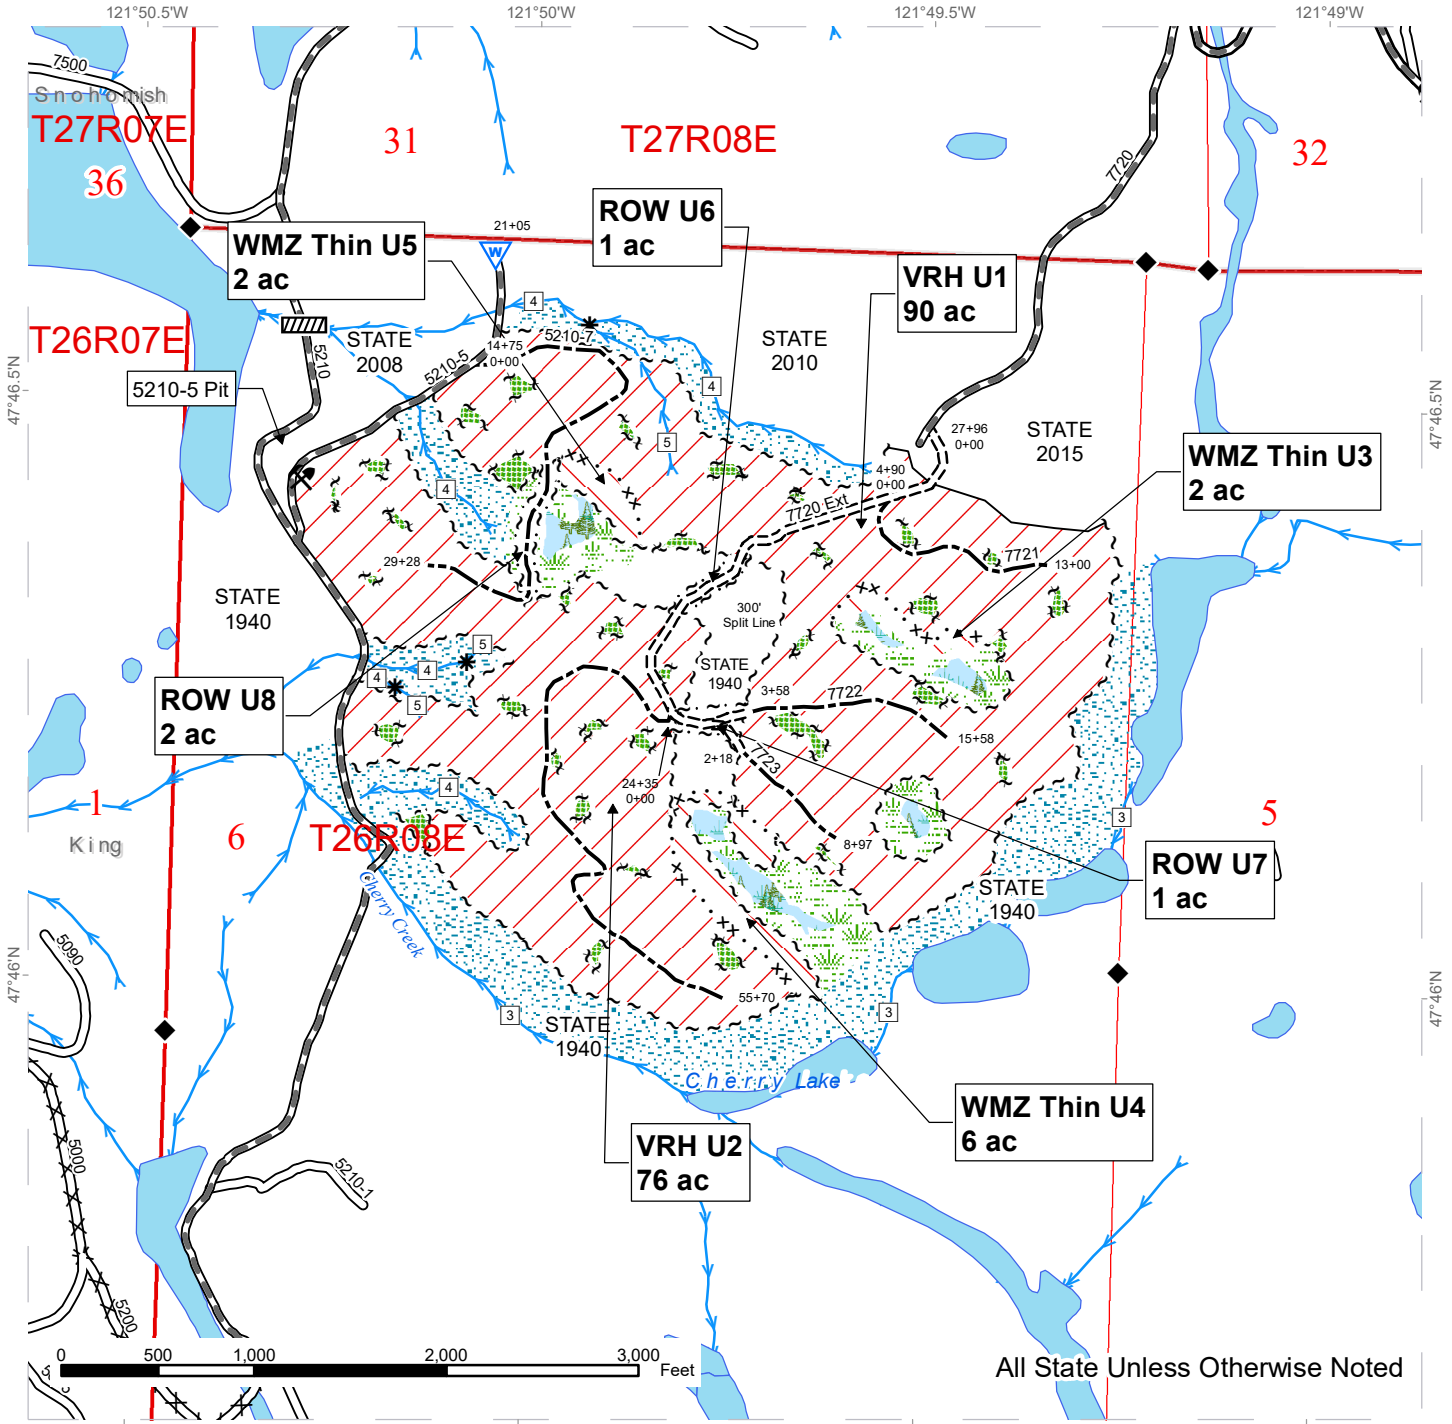 121°50.5'W
121°50'W
121°49.5'W
121°49'W
7500
Snohomish
T27R07E
36
31
T27R08E
32
7720
ROW U6
1 ac
WMZ Thin U5
2 ac
21+05
W
VRH U1
90 ac
T26R07E
STATE
2008
5210
4
14+75
0+00
5210-7
5210-5
STATE
2010
4
5210-5 Pit
47°46.5'N
47°46.5'N
5
27+96
0+00
STATE
2015
WMZ Thin U3
2 ac
4
4+90
0+00
7720 Ext
29+28
7721
13+00
STATE
1940
300'
Split Line
5
4
4
5
STATE
1940
3+58
7722
ROW U8
2 ac
15+58
2+18
7723
24+35
0+00
4
1
6
T26R08E
King
3
5
8+97
ROW U7
1 ac
STATE
1940
Cherry Creek
5090
47°46'N
47°46'N
55+70
3
3
STATE
1940
Cherry Lake
WMZ Thin U4
6 ac
VRH U2
76 ac
5000
5210-1
5200
0
500
1,000
2,000
3,000
Feet
All State Unless Otherwise Noted